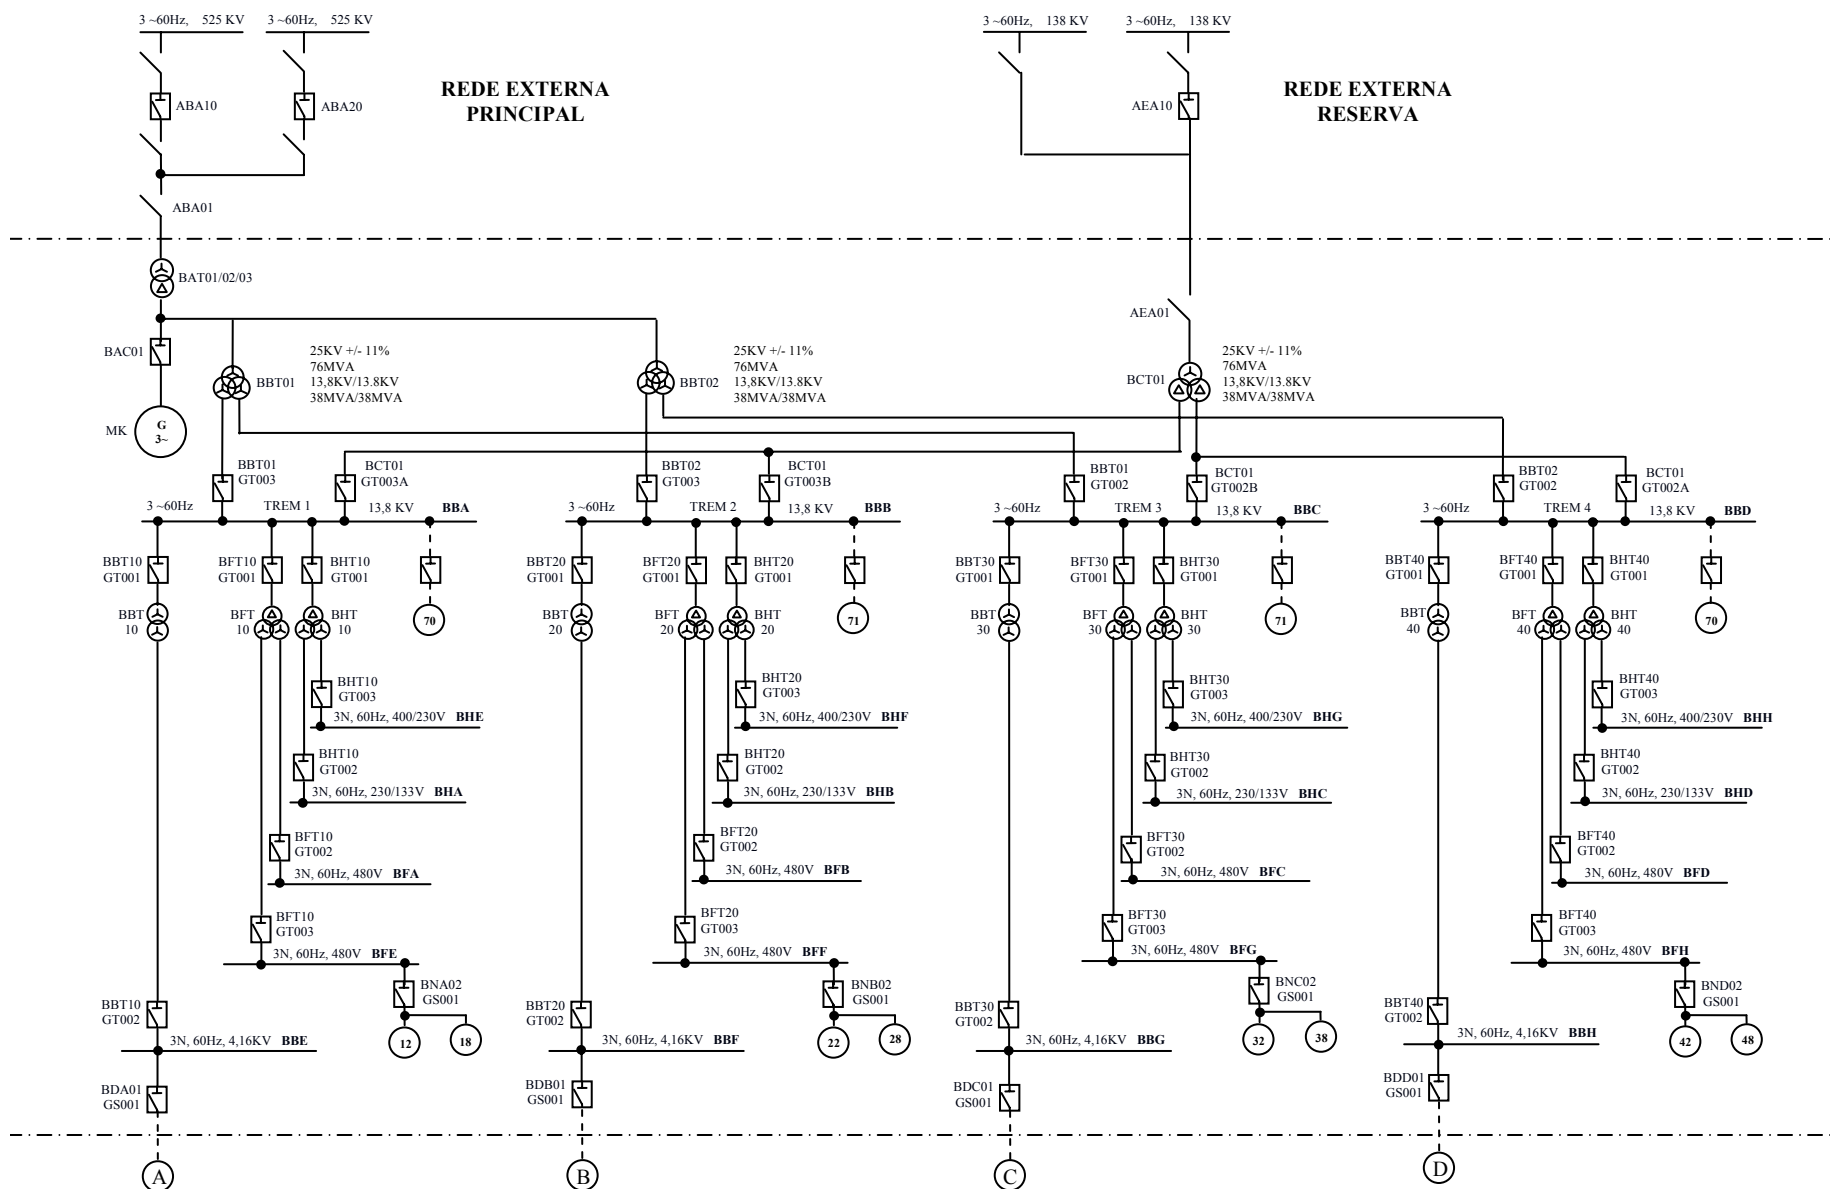 3 ~60Hz, 525 KV
3 ~60Hz, 525 KV
3 ~60Hz, 138 KV
3 ~60Hz, 138 KV
REDE EXTERNA
PRINCIPAL
REDE EXTERNA
RESERVA
ABA10
ABA20
AEA10
ABA01
BAT01/02/03
AEA01
BAC01
BBT01
25KV +/- 11%
76MVA
13,8KV/13.8KV
38MVA/38MVA
BBT02
25KV +/- 11%
76MVA
13,8KV/13.8KV
38MVA/38MVA
BCT01
25KV +/- 11%
76MVA
13,8KV/13.8KV
38MVA/38MVA
MK
G
3~
BBT01
GT003
BCT01
GT003A
BBT02
GT003
BCT01
GT003B
BBT01
GT002
BCT01
GT002B
BBT02
GT002
BCT01
GT002A
3 ~60Hz TREM 1 13,8 KV BBA
3 ~60Hz TREM 2 13,8 KV BBB
3 ~60Hz TREM 3 13,8 KV BBC
3 ~60Hz TREM 4 13,8 KV BBD
BBT10
GT001
BFT10
GT001
BHT10
GT001
BBT20
GT001
BFT20
GT001
BHT20
GT001
BBT30
GT001
BFT30
GT001
BHT30
GT001
BBT40
GT001
BFT40
GT001
BHT40
GT001
BBT
10
BFT
10
BHT
10
70
BBT
20
BFT
20
BHT
20
71
BBT
30
BFT
30
BHT
30
71
BBT
40
BFT
40
BHT
40
70
BHT10
GT003
3N, 60Hz, 400/230V BHE
BHT20
GT003
3N, 60Hz, 400/230V BHF
BHT30
GT003
3N, 60Hz, 400/230V BHG
BHT40
GT003
3N, 60Hz, 400/230V BHH
BHT10
GT002
3N, 60Hz, 230/133V BHA
BHT20
GT002
3N, 60Hz, 230/133V BHB
BHT30
GT002
3N, 60Hz, 230/133V BHC
BHT40
GT002
3N, 60Hz, 230/133V BHD
BFT10
GT002
3N, 60Hz, 480V BFA
BFT20
GT002
3N, 60Hz, 480V BFB
BFT30
GT002
3N, 60Hz, 480V BFC
BFT40
GT002
3N, 60Hz, 480V BFD
BFT10
GT003
3N, 60Hz, 480V BFE
BFT20
GT003
3N, 60Hz, 480V BFF
BFT30
GT003
3N, 60Hz, 480V BFG
BFT40
GT003
3N, 60Hz, 480V BFH
BNA02
GS001
12
18
BNB02
GS001
22
28
BNC02
GS001
32
38
BND02
GS001
42
48
BBT10
GT002
3N, 60Hz, 4,16KV BBE
BBT20
GT002
3N, 60Hz, 4,16KV BBF
BBT30
GT002
3N, 60Hz, 4,16KV BBG
BBT40
GT002
3N, 60Hz, 4,16KV BBH
BDA01
GS001
BDB01
GS001
BDC01
GS001
BDD01
GS001
A
B
C
D